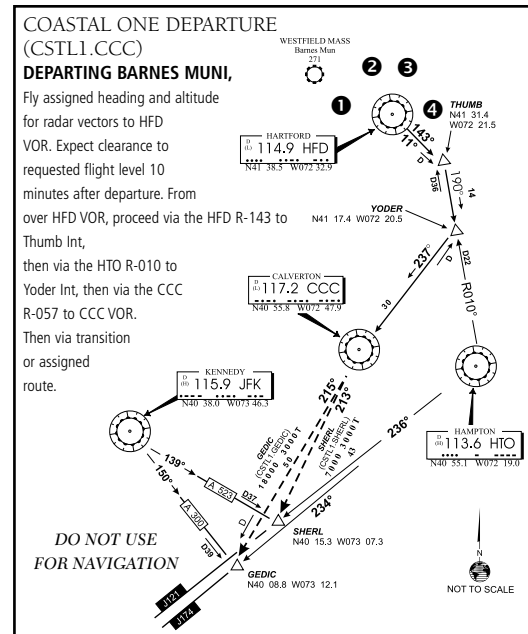 COASTAL ONE DEPARTURE
(CSTL1.CCC)
DEPARTING BARNES MUNI,
Fly assigned heading and altitude
for radar vectors to HFD
VOR. Expect clearance to
requested flight level 10
minutes after departure. From
over HFD VOR, proceed via the HFD R-143 to
Thumb Int,
then via the HTO R-010 to
Yoder Int, then via the CCC
R-057 to CCC VOR.
Then via transition
or assigned
route.
WESTFIELD MASS
Barnes Mun
271
1
2
3
4
HARTFORD
D
(L) 114.9 HFD
N41 38.5 W072 32.9
143°
11°
D
D36
THUMB
N41 31.4
W072 21.5
190°
14
YODER
N41 17.4 W072 20.5
237°
D
30
D22
R010°
CALVERTON
D
(L) 117.2 CCC
N40 55.8 W072 47.9
KENNEDY
D
(H) 115.9 JFK
N40 38.0 W073 46.3
HAMPTON
D
(H) 113.6 HTO
N40 55.1 W072 19.0
215°
213°
GEDIC
(CSTL1.GEDIC)
18000 3000T
50
SHERL
(CSTL1.SHERL)
7000 3000T
43
236°
234°
139°
A 523
D37
150°
A 300
D39
D
SHERL
N40 15.3 W073 07.3
GEDIC
N40 08.8 W073 12.1
J121
J174
DO NOT USE
FOR NAVIGATION
N
NOT TO SCALE